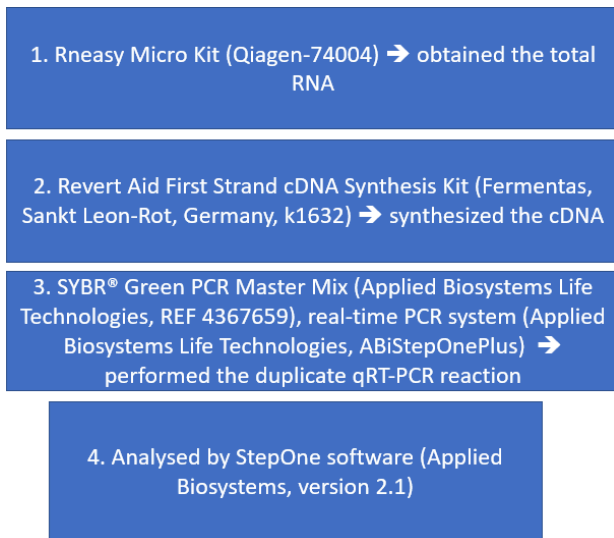 1. Rneasy Micro Kit (Qiagen-74004) ➔ obtained the total
RNA
2. Revert Aid First Strand cDNA Synthesis Kit (Fermentas,
Sankt Leon-Rot, Germany, k1632) ➔ synthesized the cDNA
3. SYBR® Green PCR Master Mix (Applied Biosystems Life
Technologies, REF 4367659), real-time PCR system (Applied
Biosystems Life Technologies, ABiStepOnePlus) ➔
performed the duplicate qRT-PCR reaction
4. Analysed by StepOne software (Applied
Biosystems, version 2.1)